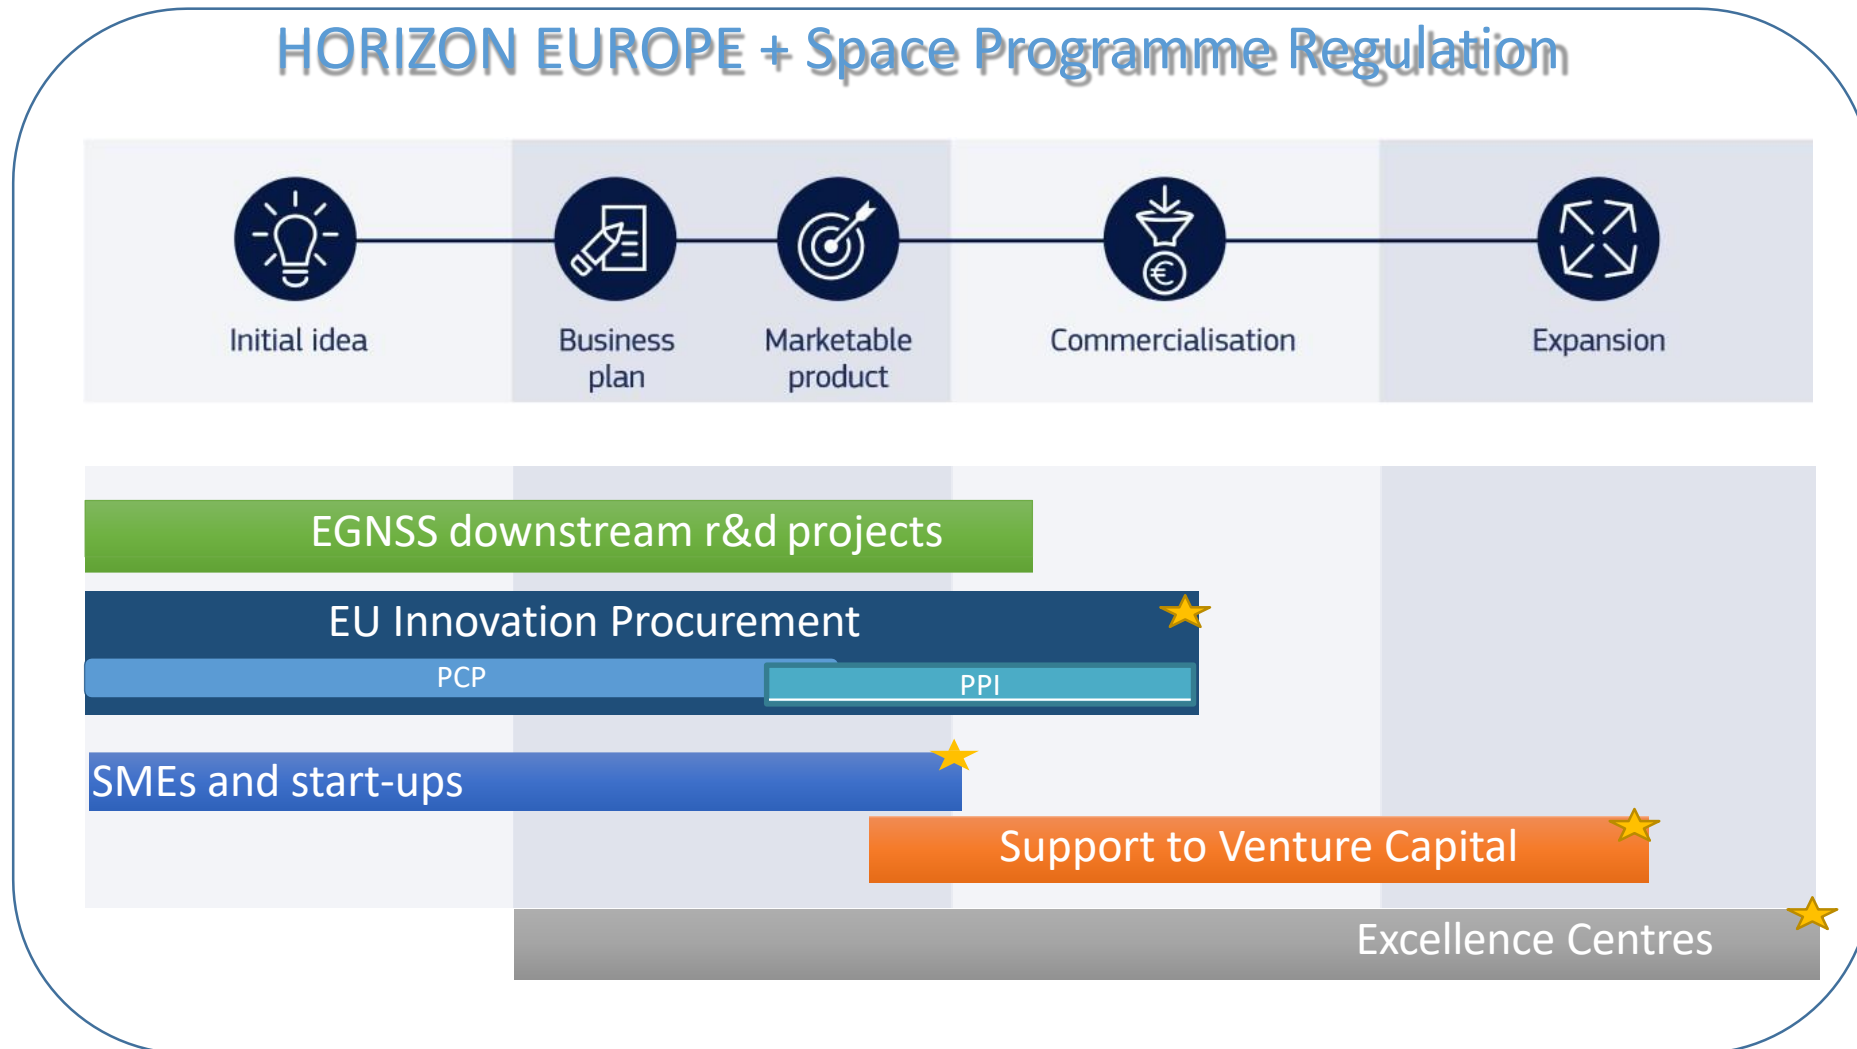 HORIZON EUROPE + Space Programme Regulation
Initial idea
Business
plan
Marketable
product
Commercialisation
€
Expansion
EGNSS downstream r&d projects
EU Innovation Procurement
PCP
PPI
SMEs and start-ups
Support to Venture Capital
Excellence Centres